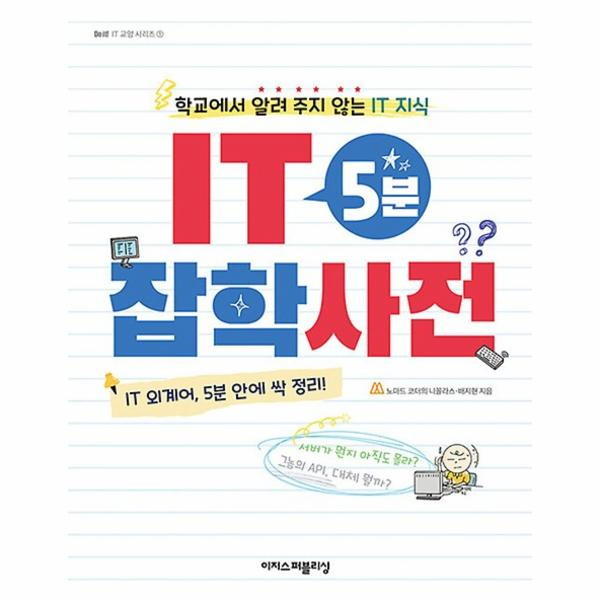 Do it! IT 교양 시리즈 ①
학교에서 알려 주지 않는 IT 지식
IT 5분
잡학사전
IT 외계어, 5분 안에 싹 정리!
노마드 코더의 니꼴라스·배지현 지음
서버가 뭔지 아직도 몰라?
그놈의 API, 대체 뭘까?
이지스퍼블리싱